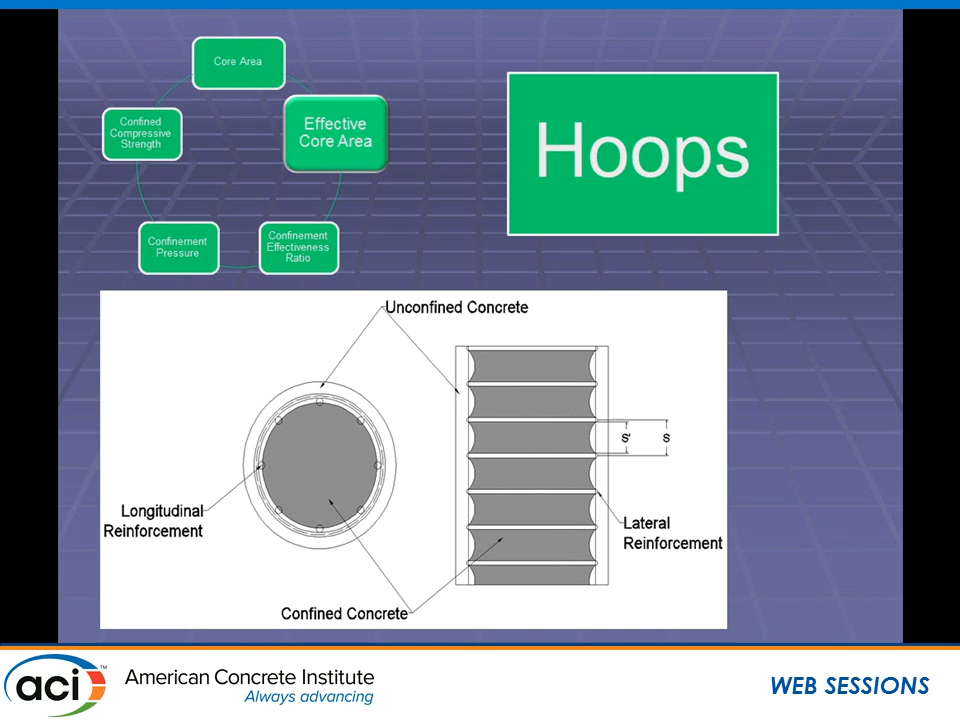 Core Area
Effective
Core Area
Confinement
Effectiveness
Ratio
Confinement
Pressure
Confined
Compressive
Strength
Hoops
Unconfined Concrete
S'
S
Longitudinal
Reinforcement
Lateral
Reinforcement
Confined Concrete
aci™
American Concrete Institute
Always advancing
WEB SESSIONS